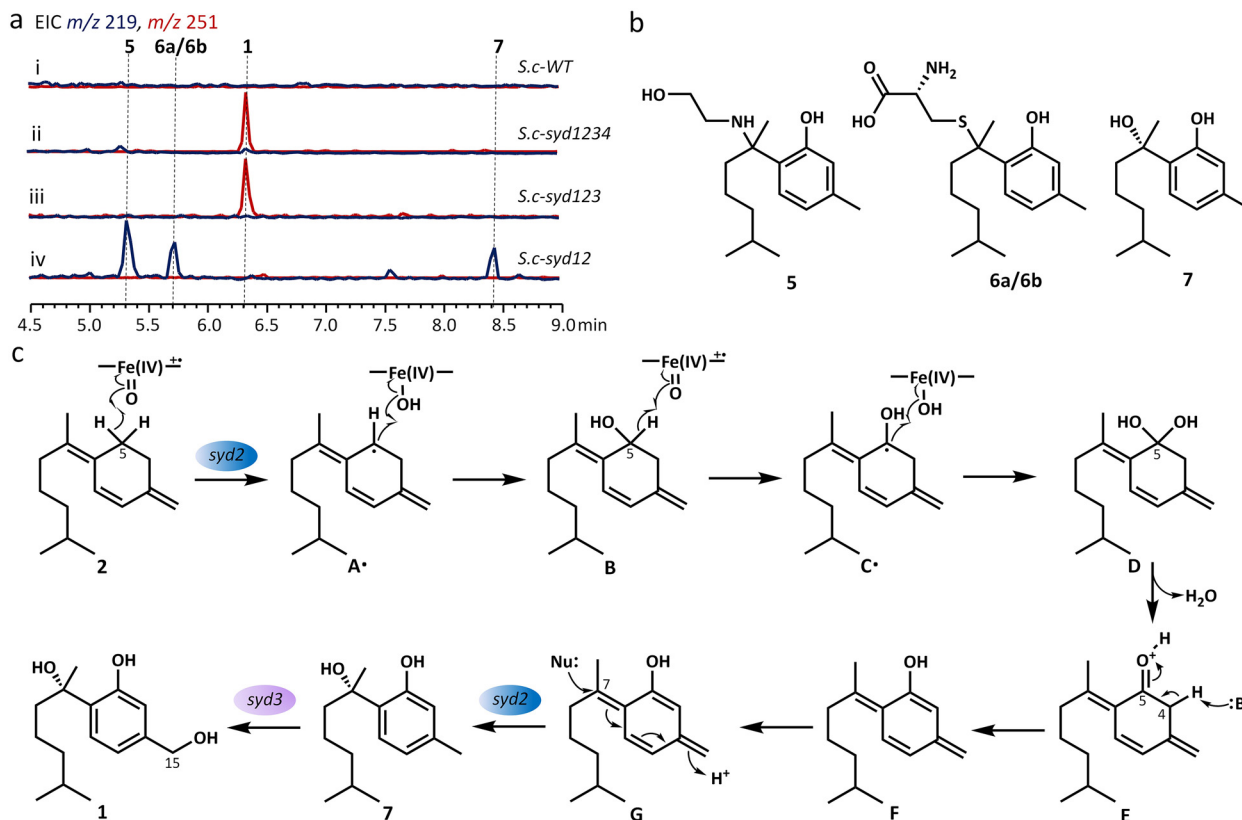 a EIC m/z 219, m/z 251
5 6a/6b 1 7
i S.c-WT
ii S.c-syd1234
iii S.c-syd123
iv S.c-syd12
4.5 5.0 5.5 6.0 6.5 7.0 7.5 8.0 8.5 9.0 min
b
HO NH OH
5
O NH₂ HO S OH
6a/6b
HO OH
7
c
Fe(IV) +•
O
H H
5
2
syd2
Fe(IV)
OH
H
•
A•
Fe(IV) +•
O
HO H
5
B
Fe(IV)
OH
OH
•
C•
HO OH
5
D
H₂O
H
O⁺
5 H :B
4
E
OH
F
Nu: OH
7
H⁺
G
syd2
HO OH
7
syd3
HO OH
OH
15
1